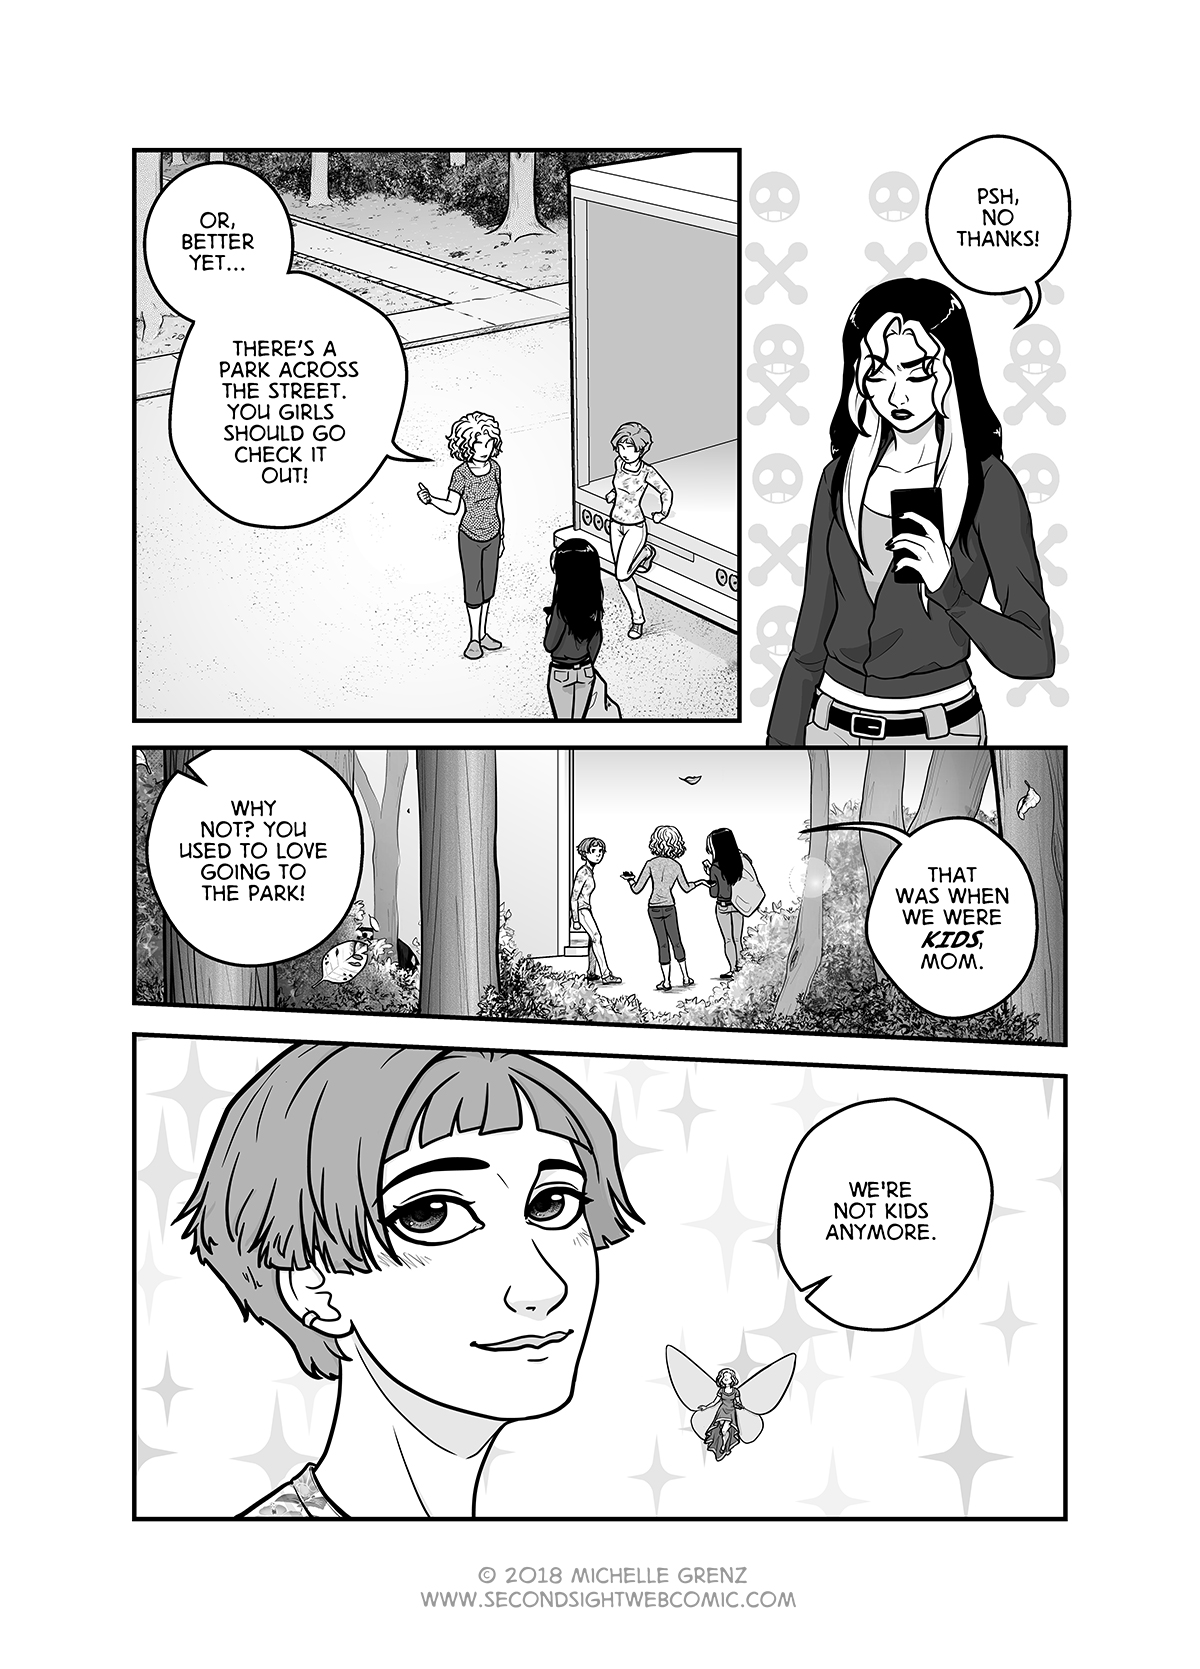 OR,
BETTER
YET...
THERE'S A
PARK ACROSS
THE STREET.
YOU GIRLS
SHOULD GO
CHECK IT
OUT!
PSH,
NO
THANKS!
WHY
NOT? YOU
USED TO LOVE
GOING TO
THE PARK!
THAT
WAS WHEN
WE WERE
KIDS,
MOM.
WE'RE
NOT KIDS
ANYMORE.
© 2018 MICHELLE GRENZ
WWW.SECONDSIGHTWEBCOMIC.COM